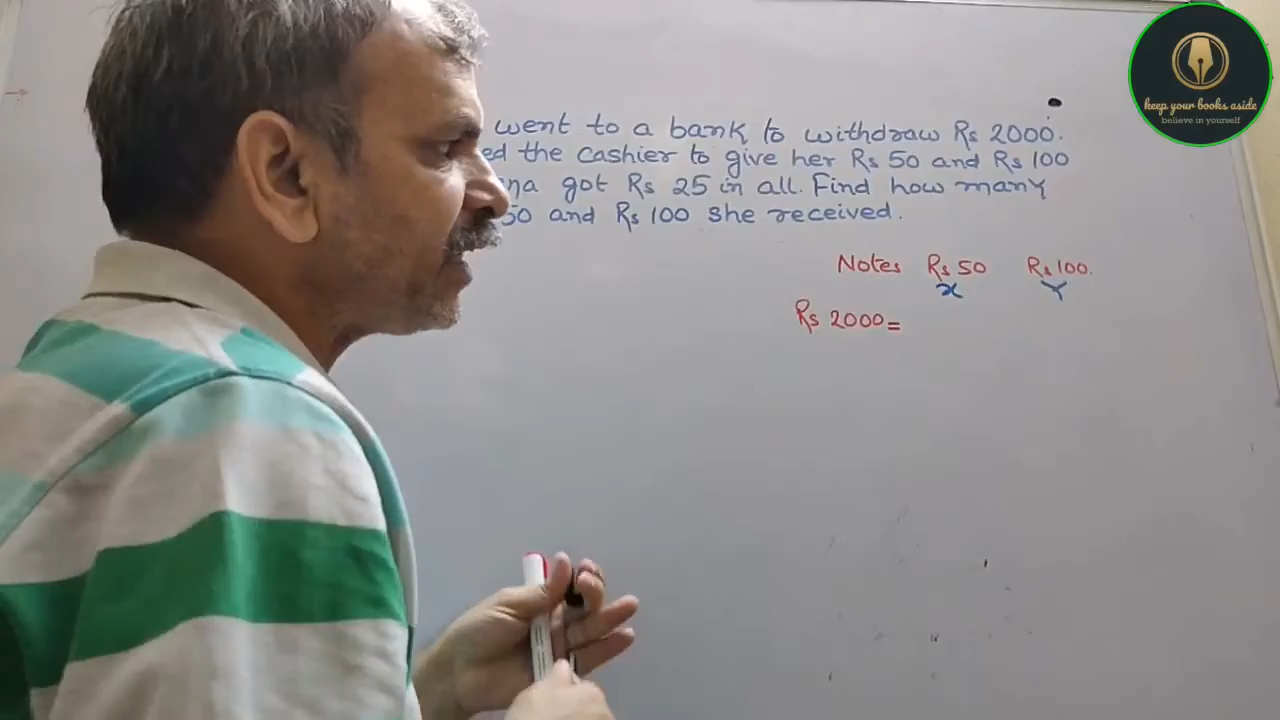 went to a bank to withdraw Rs 2000.
ed the cashier to give her Rs 50 and Rs 100
na got Rs 25 in all. Find how many
50 and Rs 100 she received.
Notes Rs 50 Rs 100.
x Y
Rs 2000=
keep your books aside
believe in yourself